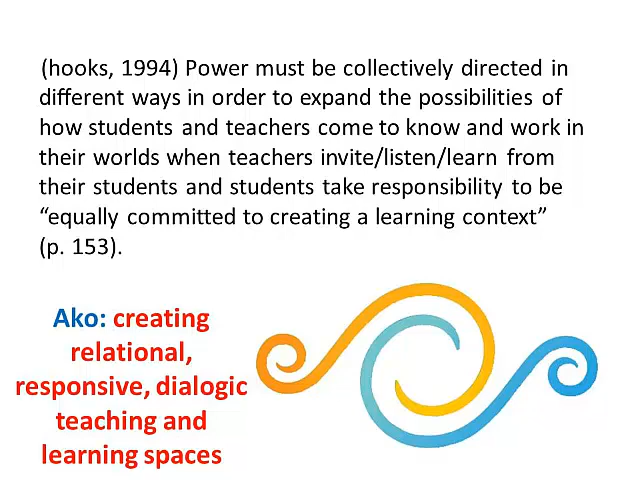 (hooks, 1994) Power must be collectively directed in
different ways in order to expand the possibilities of
how students and teachers come to know and work in
their worlds when teachers invite/listen/learn from
their students and students take responsibility to be
“equally committed to creating a learning context”
(p. 153).
Ako: creating
relational,
responsive, dialogic
teaching and
learning spaces